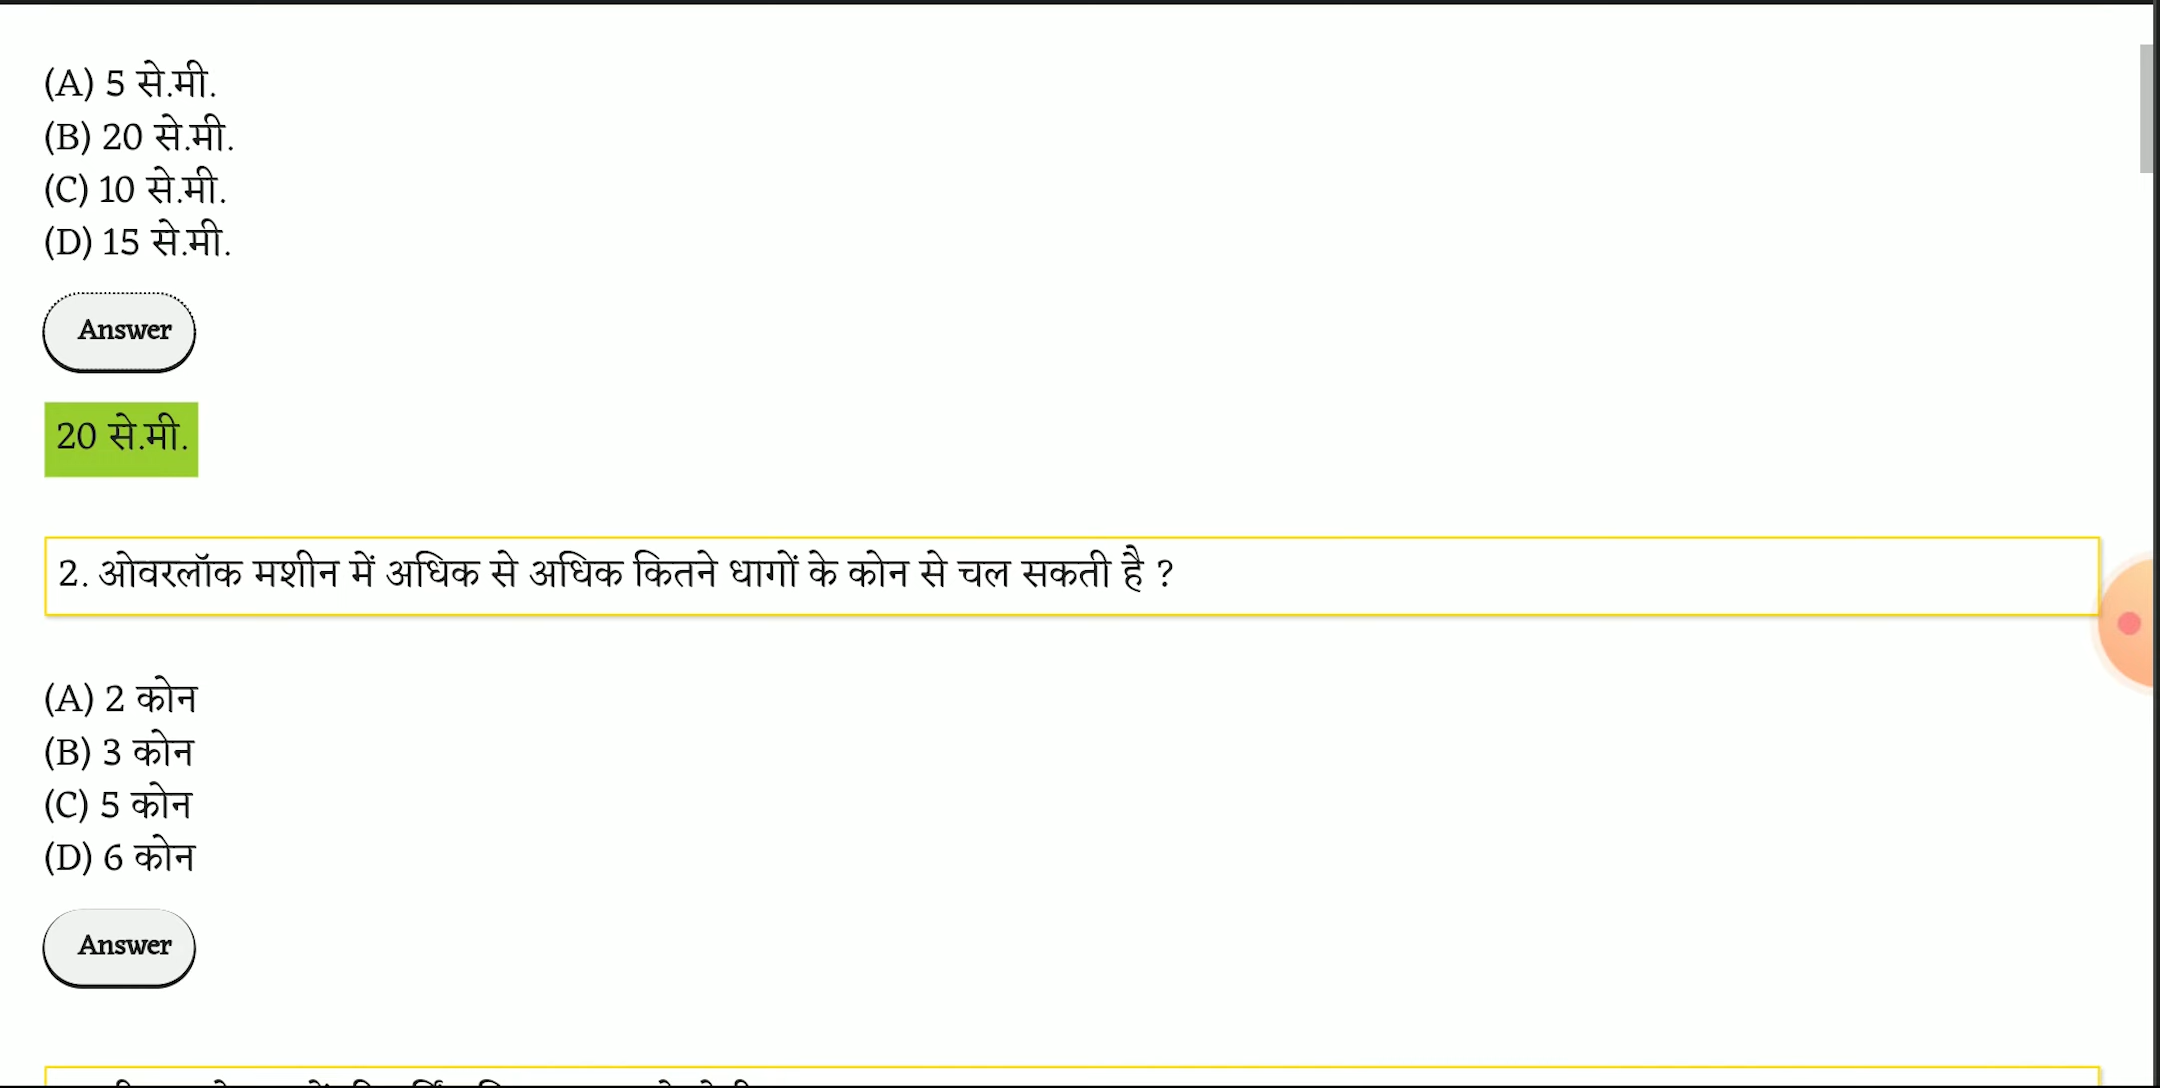 (A) 5 से.मी.
(B) 20 से.मी.
(C) 10 से.मी.
(D) 15 से.मी.
Answer
20 से.मी.
2. ओवरलॉक मशीन में अधिक से अधिक कितने धागों के कोन से चल सकती है ?
(A) 2 कोन
(B) 3 कोन
(C) 5 कोन
(D) 6 कोन
Answer